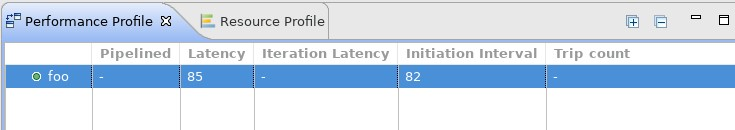 Performance Profile Resource Profile
Pipelined Latency Iteration Latency Initiation Interval Trip count
foo - 85 - 82 -